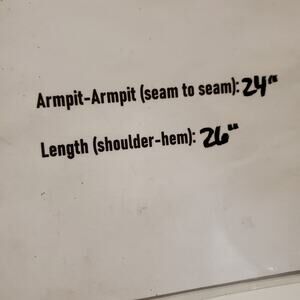 Armpit-Armpit (seam to seam): 24"
Length (shoulder-hem): 26"